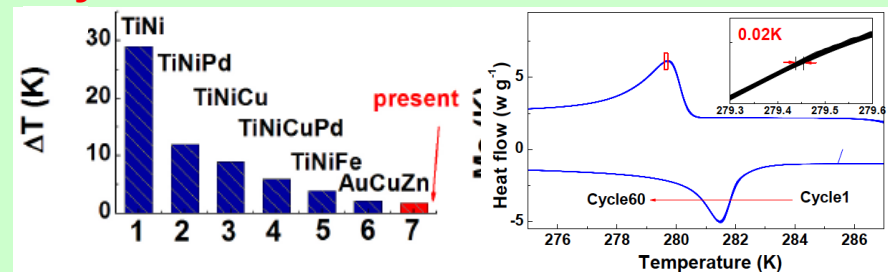 TiNi
TiNiPd
TiNiCu
TiNiCuPd
TiNiFe
AuCuZn
present
ΔT (K)
30
20
10
0
1 2 3 4 5 6 7
Heat flow (w g⁻¹)
5
0
-5
0.02K
279.3 279.4 279.5 279.6
Cycle60
Cycle1
276 278 280 282 284 286
Temperature (K)